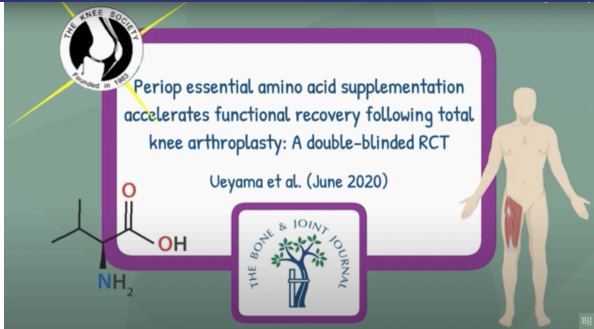 THE KNEE SOCIETY
Founded in 1983
Periop essential amino acid supplementation
accelerates functional recovery following total
knee arthroplasty: A double-blinded RCT
Ueyama et al. (June 2020)
O
OH
NH2
THE BONE & JOINT JOURNAL
BJJ